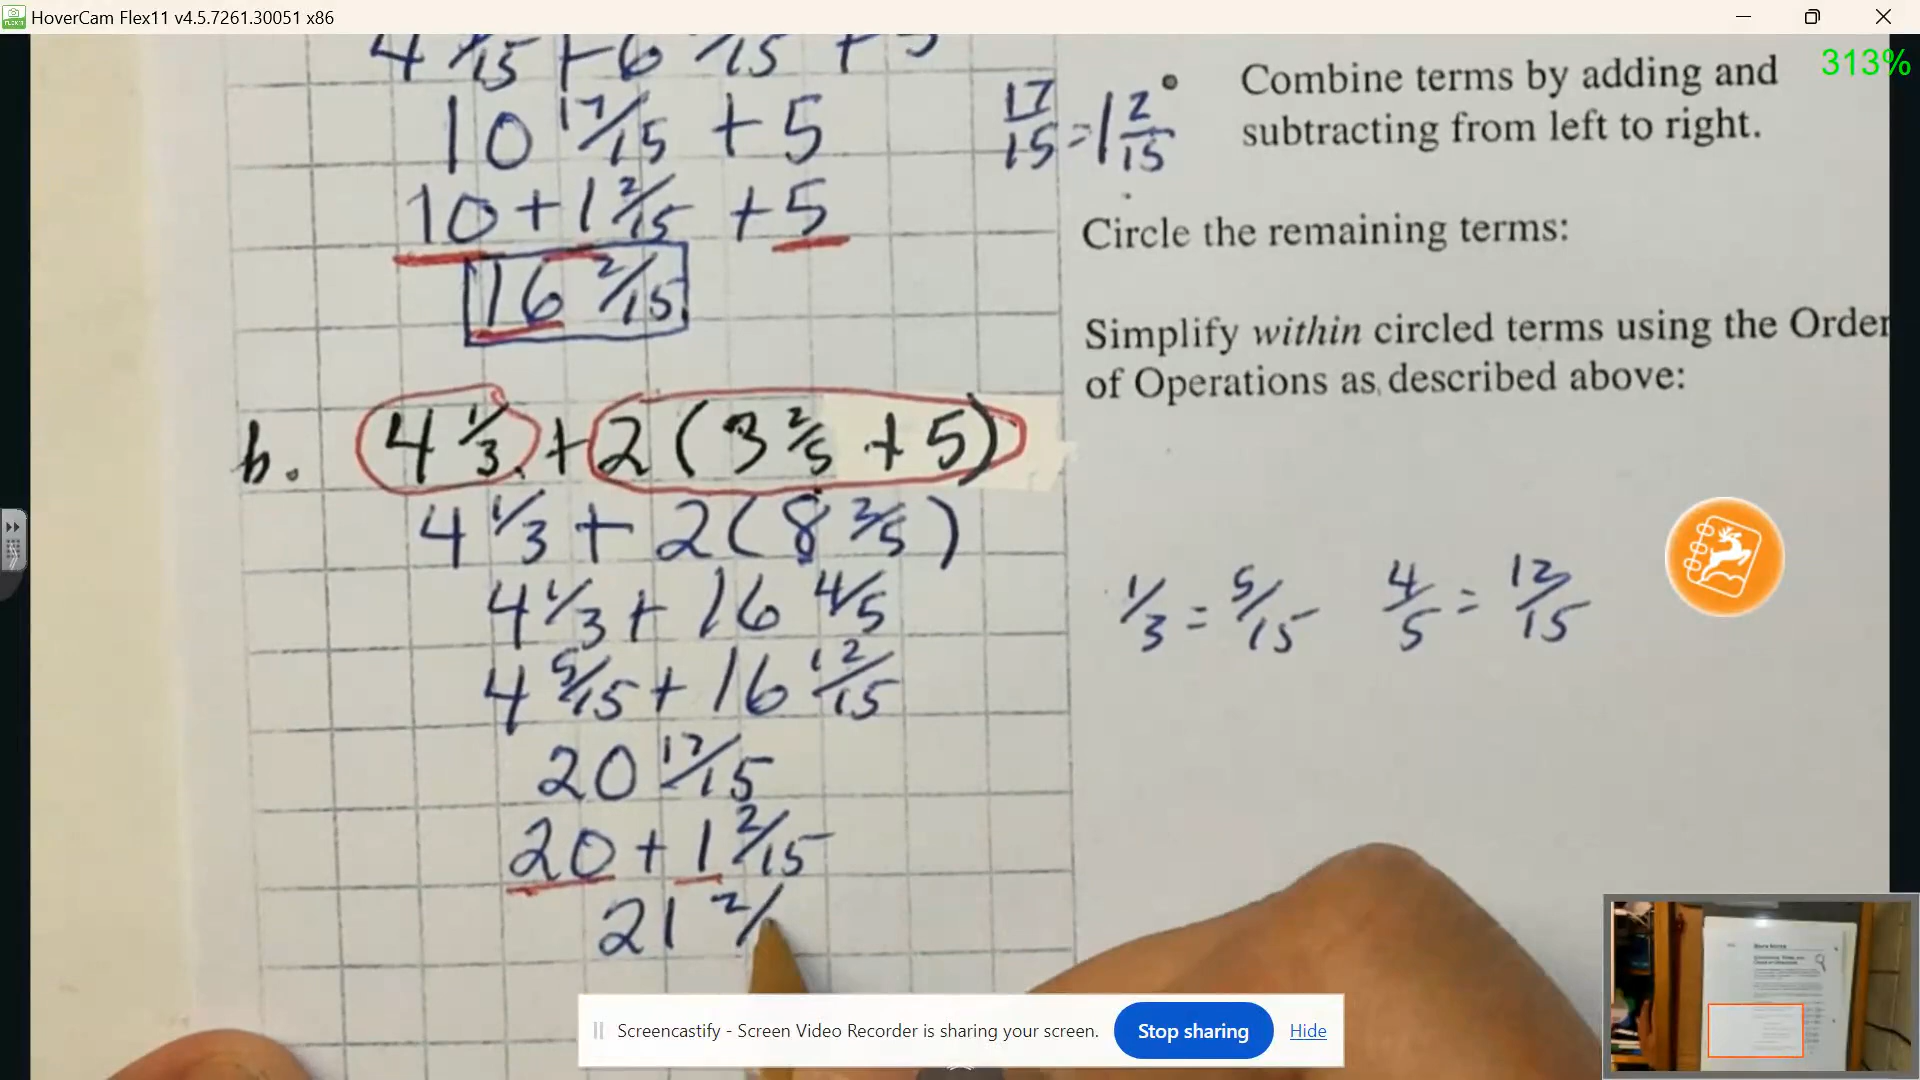 HoverCam Flex11 v4.5.7261.30051 x86
313%
4 /15 + 6 /15 + 5
10 17/15 + 5
17/15 = 1 2/15
• Combine terms by adding and
subtracting from left to right.
10 + 1 2/15 + 5
16 2/15
Circle the remaining terms:
Simplify within circled terms using the Order
of Operations as described above:
b. 4 1/3 + 2 ( 3 2/5 + 5 )
4 1/3 + 2 ( 8 2/5 )
4 1/3 + 16 4/5
1/3 = 5/15 4/5 = 12/15
4 5/15 + 16 12/15
20 17/15
20 + 1 2/15
21 2/
Screencastify - Screen Video Recorder is sharing your screen.
Stop sharing
Hide